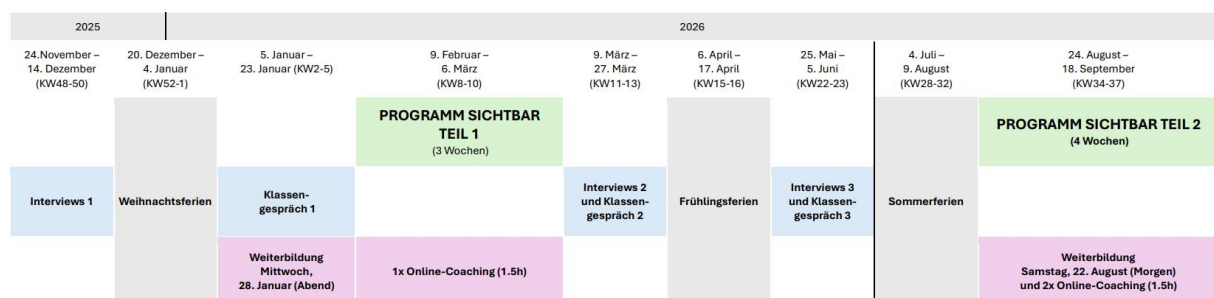 2025
2026
24.November –
14. Dezember
(KW48-50)
20. Dezember –
4. Januar
(KW52-1)
5. Januar –
23. Januar (KW2-5)
9. Februar –
6. März
(KW8-10)
9. März –
27. März
(KW11-13)
6. April –
17. April
(KW15-16)
25. Mai –
5. Juni
(KW22-23)
4. Juli –
9. August
(KW28-32)
24. August –
18. September
(KW34-37)
PROGRAMM SICHTBAR
TEIL 1
(3 Wochen)
PROGRAMM SICHTBAR TEIL 2
(4 Wochen)
Interviews 1
Weihnachtsferien
Klassen-
gespräch 1
Interviews 2
und Klassen-
gespräch 2
Frühlingsferien
Interviews 3
und Klassen-
gespräch 3
Sommerferien
Weiterbildung
Mittwoch,
28. Januar (Abend)
1x Online-Coaching (1.5h)
Weiterbildung
Samstag, 22. August (Morgen)
und 2x Online-Coaching (1.5h)